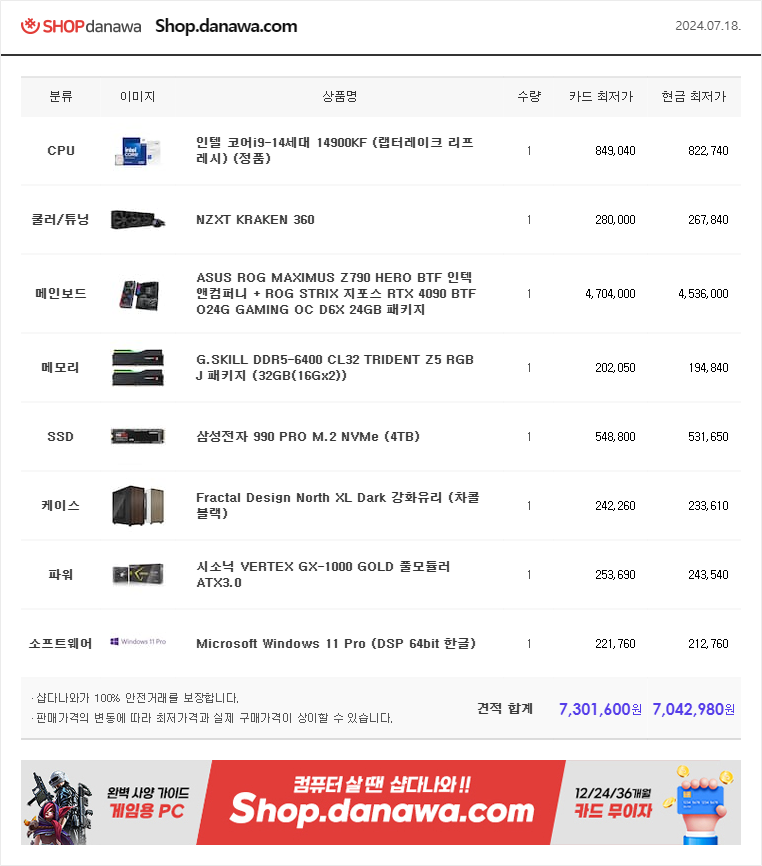 SHOPdanawa Shop.danawa.com 2024.07.18.
분류 이미지 상품명 수량 카드 최저가 현금 최저가
CPU 인텔 코어i9-14세대 14900KF (랩터레이크 리프
레시) (정품) 1 849,040 822,740
쿨러/튜닝 NZXT KRAKEN 360 1 280,000 267,840
메인보드 ASUS ROG MAXIMUS Z790 HERO BTF 인텍
앤컴퍼니 + ROG STRIX 지포스 RTX 4090 BTF
O24G GAMING OC D6X 24GB 패키지 1 4,704,000 4,536,000
메모리 G.SKILL DDR5-6400 CL32 TRIDENT Z5 RGB
J 패키지 (32GB(16Gx2)) 1 202,050 194,840
SSD 삼성전자 990 PRO M.2 NVMe (4TB) 1 548,800 531,650
케이스 Fractal Design North XL Dark 강화유리 (차콜
블랙) 1 242,260 233,610
파워 시소닉 VERTEX GX-1000 GOLD 풀모듈러
ATX3.0 1 253,690 243,540
소프트웨어 Windows 11 Pro Microsoft Windows 11 Pro (DSP 64bit 한글) 1 221,760 212,760
· 샵다나와가 100% 안전거래를 보장합니다.
· 판매가격의 변동에 따라 최저가격과 실제 구매가격이 상이할 수 있습니다.
견적 합계 7,301,600원 7,042,980원
완벽 사양 가이드
게임용 PC
컴퓨터 살 땐 샵다나와!!
Shop.danawa.com
12/24/36개월
카드 무이자